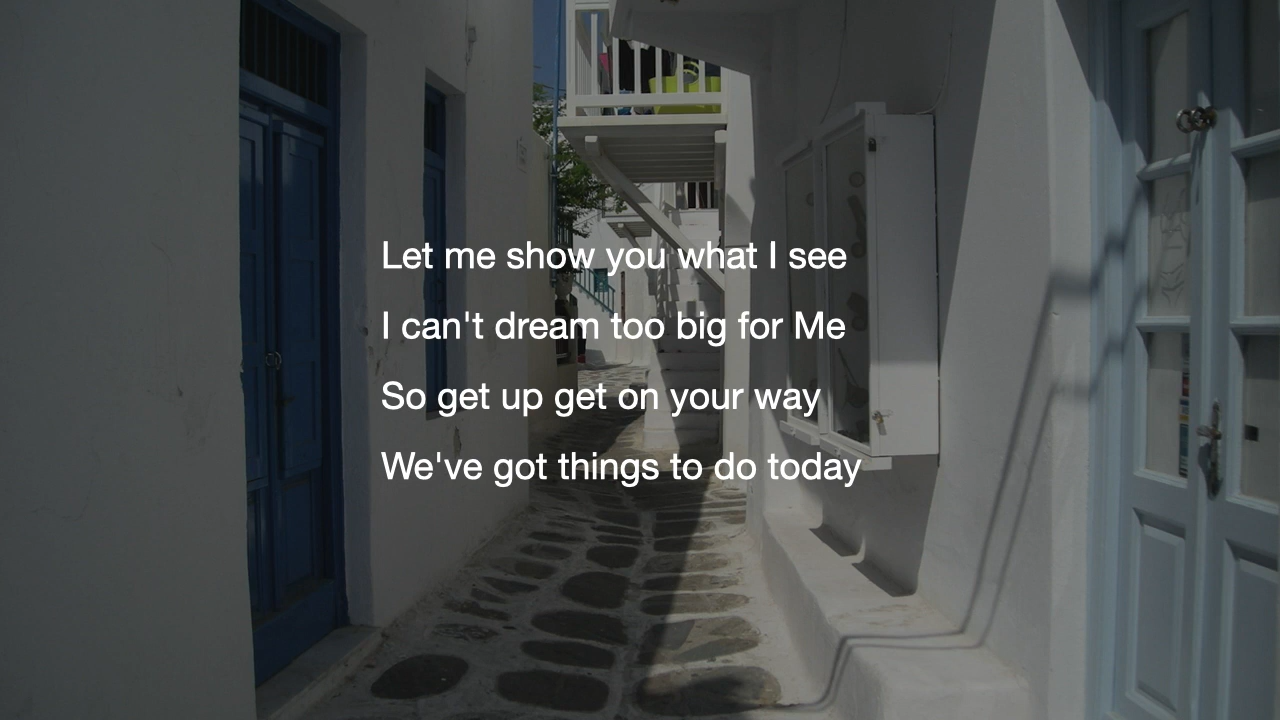 Let me show you what I see
I can't dream too big for Me
So get up get on your way
We've got things to do today